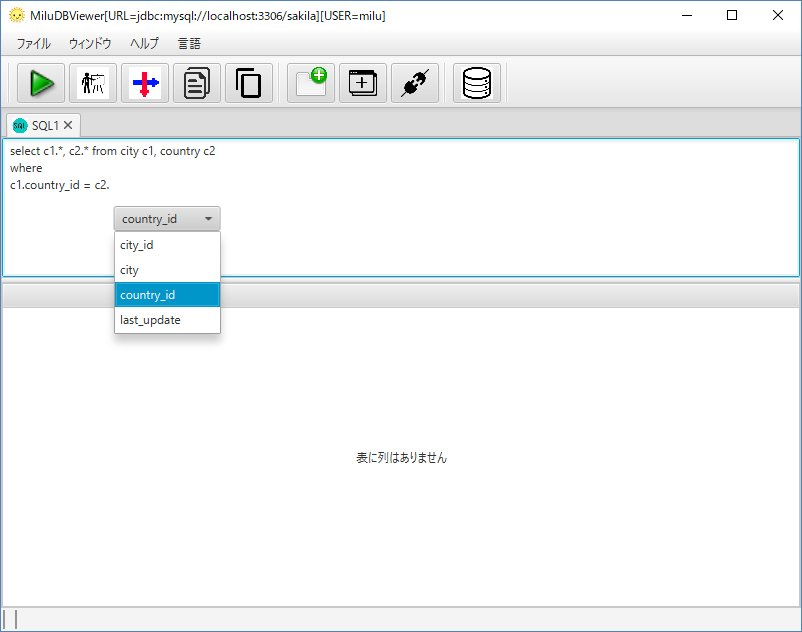 MiluDBViewer[URL=jdbc:mysql://localhost:3306/sakila][USER=milu]
ファイル ウィンドウ ヘルプ 言語
SQL SQL1
select c1.*, c2.* from city c1, country c2
where
c1.country_id = c2.
country_id
city_id
city
country_id
last_update
表に列はありません